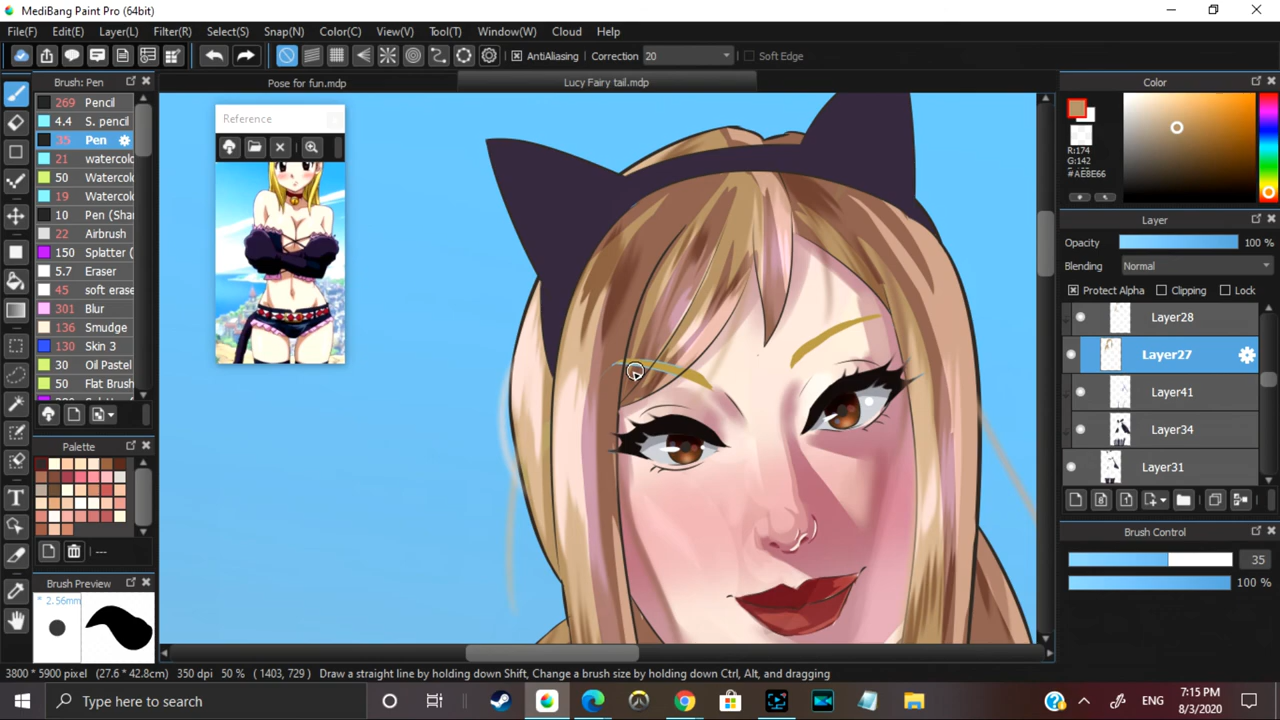 MediBang Paint Pro (64bit)
File(F) Edit(E) Layer(L) Filter(R) Select(S) Snap(N) Color(C) View(V) Tool(T) Window(W) Cloud Help
AntiAliasing Correction 20 Soft Edge
Brush: Pen
269 Pencil
4.4 S. pencil
35 Pen
21 watercolo
50 Waterco
19 Waterco
10 Pen (Sha
22 Airbrush
150 Splatter (
5.7 Eraser
45 soft erase
301 Blur
136 Smudge
130 Skin 3
30 Oil Pastel
50 Flat Brush
Palette
---
Brush Preview
* 2.56mm
Pose for fun.mdp
Lucy Fairy tail.mdp
Reference
Color
R:174
G:142
B:102
#AE8E66
Layer
Opacity 100 %
Blending Normal
Protect Alpha Clipping Lock
Layer28
Layer27
Layer41
Layer34
Layer31
Brush Control
35
100 %
3800 * 5900 pixel (27.6 * 42.8cm) 350 dpi 50 % ( 1403, 729 ) Draw a straight line by holding down Shift, Change a brush size by holding down Ctrl, Alt, and dragging
Type here to search
ENG
7:15 PM
8/3/2020